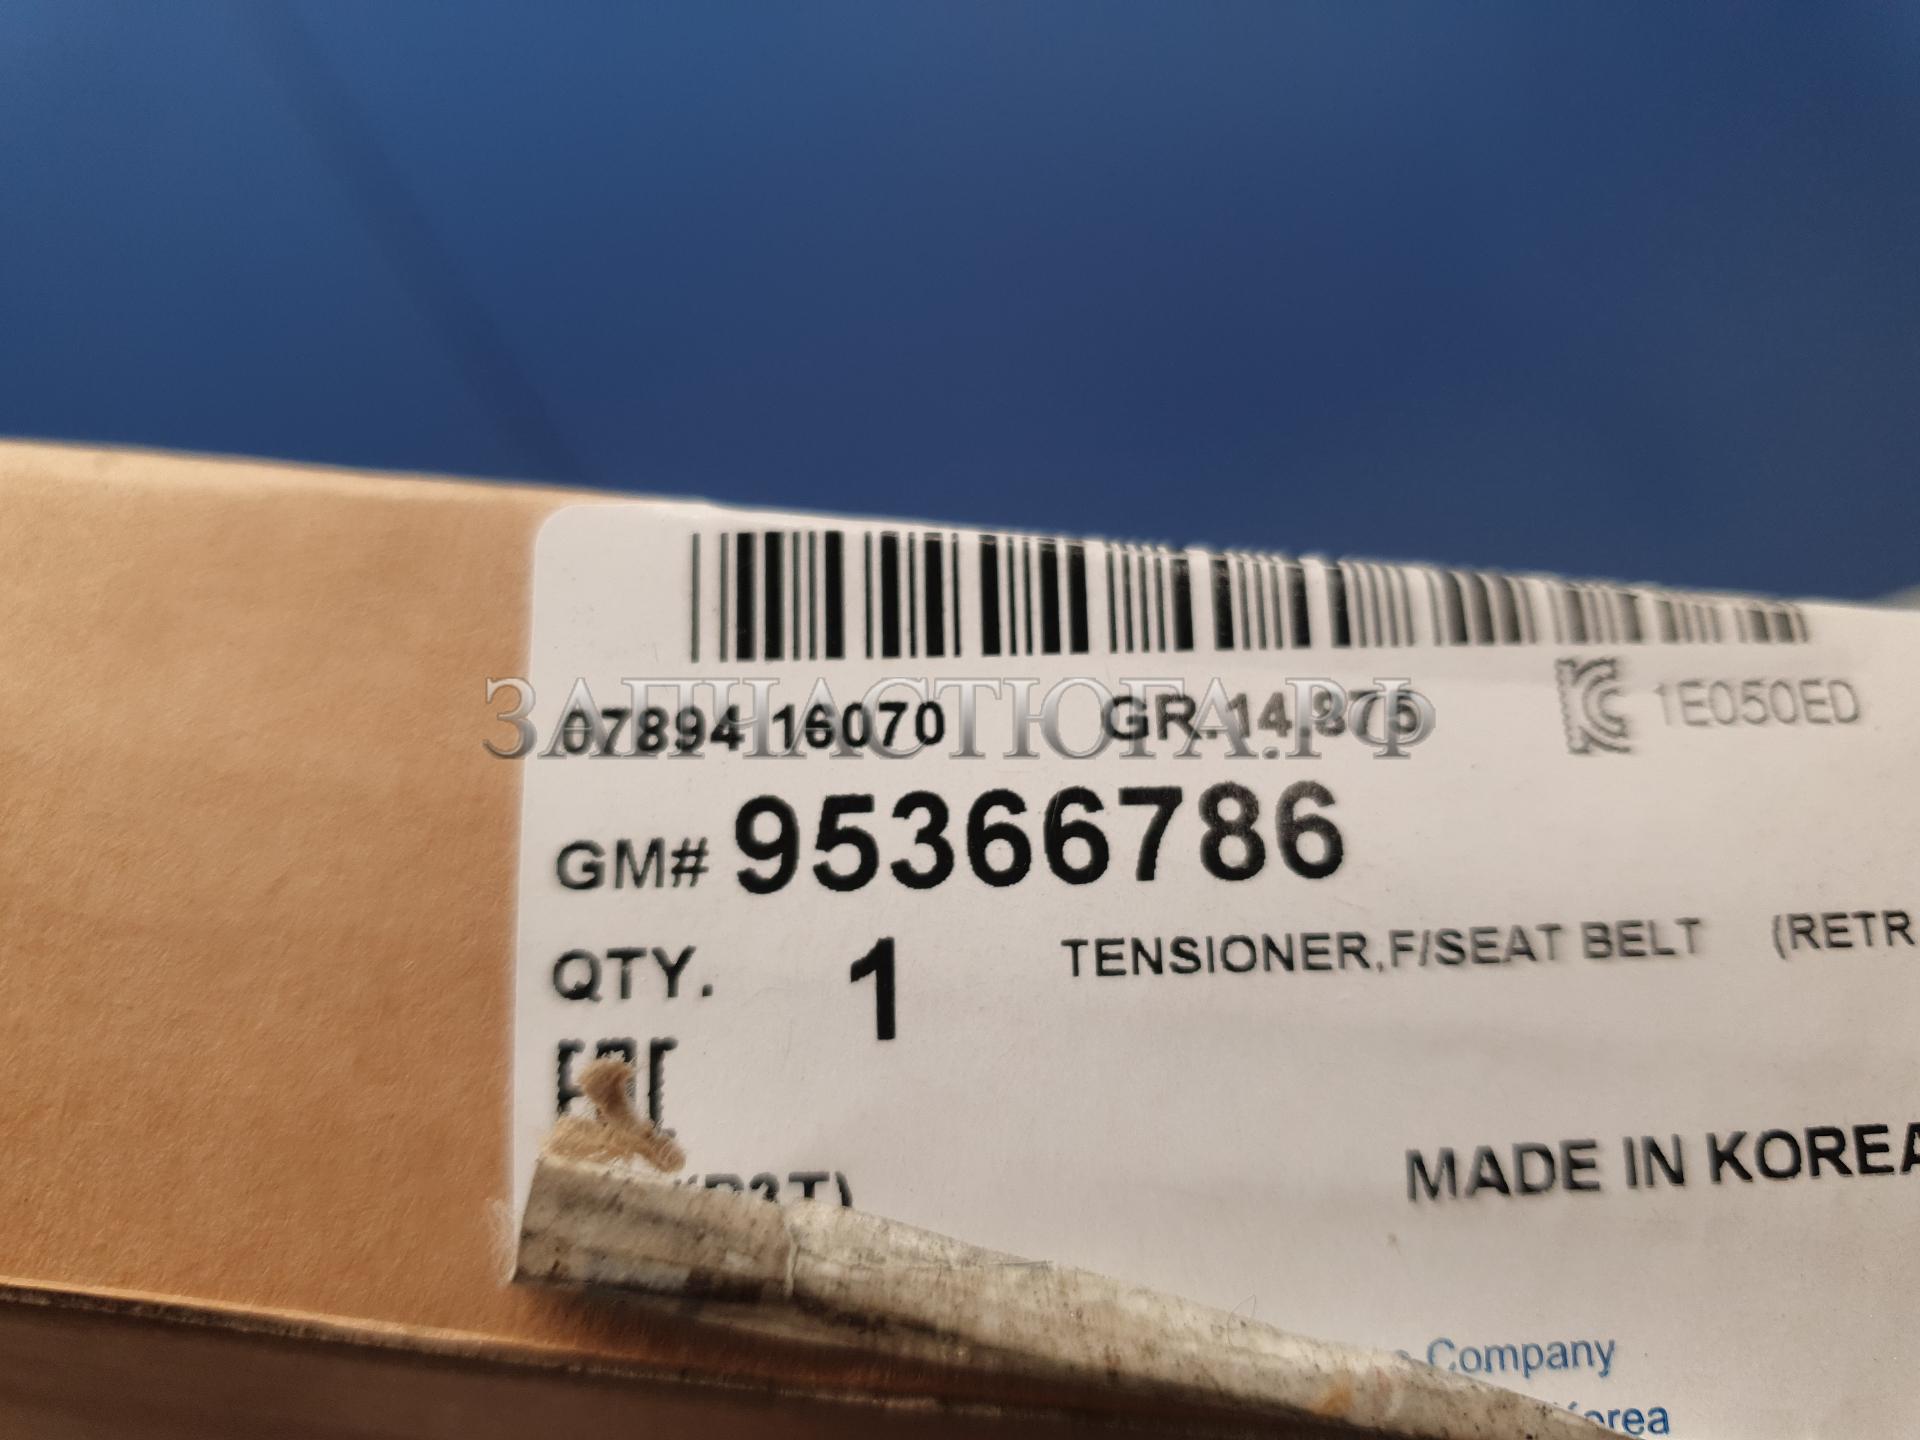 ЗАПЧАСТЮГА.РФ
07894 16070 GR.14.875 1E050ED
GM# 95366786
QTY. 1 TENSIONER,F/SEAT BELT (RETR
MADE IN KOREA
Company
Korea